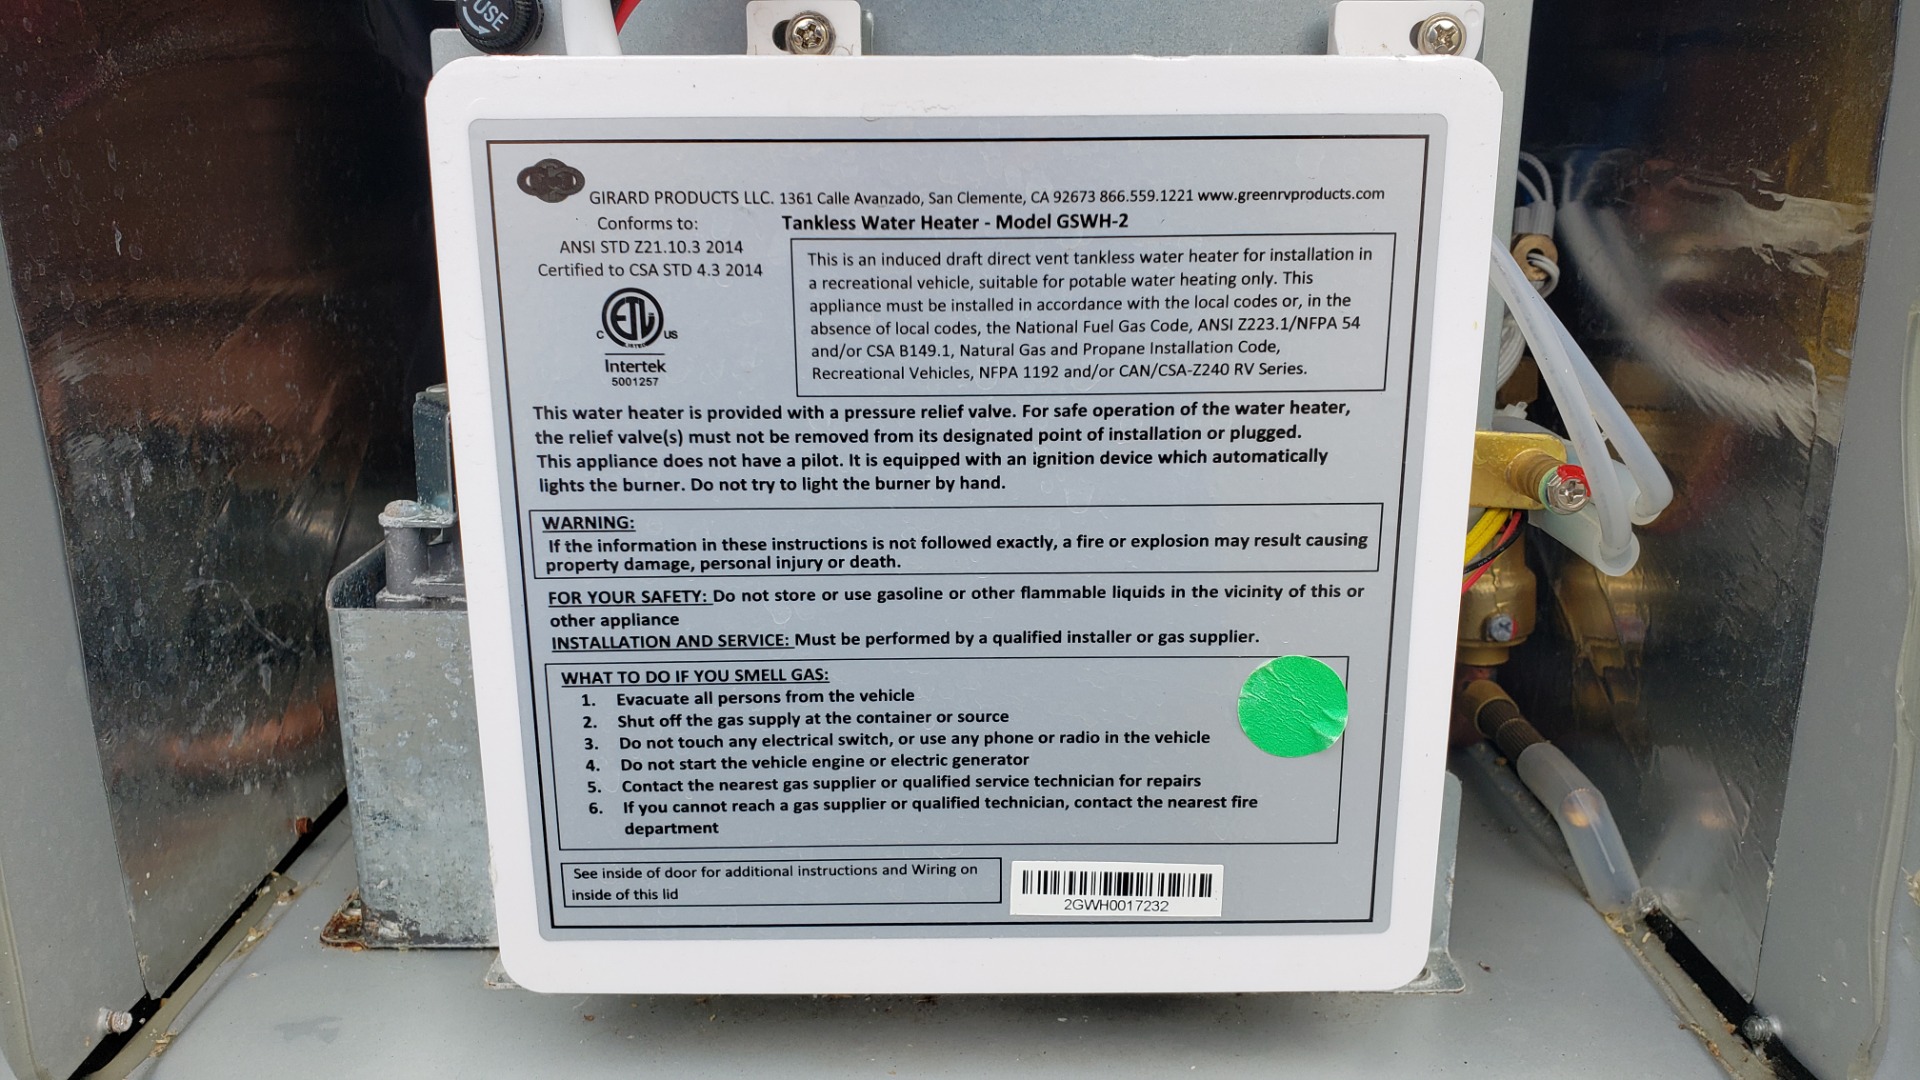 USE
GIRARD PRODUCTS LLC. 1361 Calle Avanzado, San Clemente, CA 92673 866.559.1221 www.greenrvproducts.com
Conforms to:
ANSI STD Z21.10.3 2014
Certified to CSA STD 4.3 2014
C ETL US
LISTED
Intertek
5001257
Tankless Water Heater - Model GSWH-2
This is an induced draft direct vent tankless water heater for installation in
a recreational vehicle, suitable for potable water heating only. This
appliance must be installed in accordance with the local codes or, in the
absence of local codes, the National Fuel Gas Code, ANSI Z223.1/NFPA 54
and/or CSA B149.1, Natural Gas and Propane Installation Code,
Recreational Vehicles, NFPA 1192 and/or CAN/CSA-Z240 RV Series.
This water heater is provided with a pressure relief valve. For safe operation of the water heater,
the relief valve(s) must not be removed from its designated point of installation or plugged.
This appliance does not have a pilot. It is equipped with an ignition device which automatically
lights the burner. Do not try to light the burner by hand.
WARNING:
If the information in these instructions is not followed exactly, a fire or explosion may result causing
property damage, personal injury or death.
FOR YOUR SAFETY: Do not store or use gasoline or other flammable liquids in the vicinity of this or
other appliance
INSTALLATION AND SERVICE: Must be performed by a qualified installer or gas supplier.
WHAT TO DO IF YOU SMELL GAS:
1. Evacuate all persons from the vehicle
2. Shut off the gas supply at the container or source
3. Do not touch any electrical switch, or use any phone or radio in the vehicle
4. Do not start the vehicle engine or electric generator
5. Contact the nearest gas supplier or qualified service technician for repairs
6. If you cannot reach a gas supplier or qualified technician, contact the nearest fire
department
See inside of door for additional instructions and Wiring on
inside of this lid
2GWH0017232